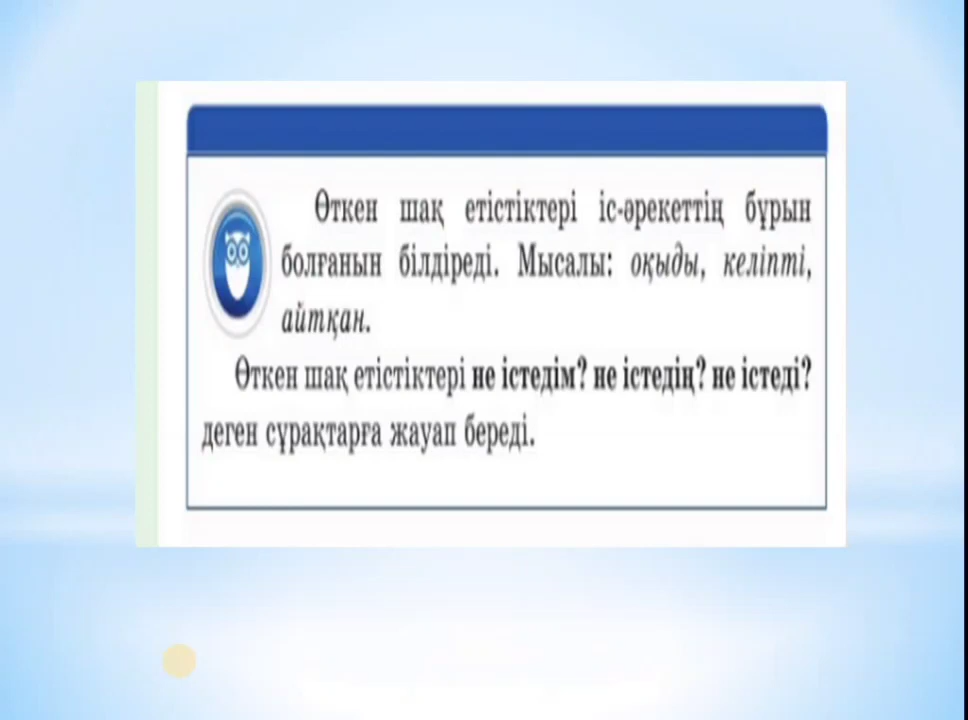 Өткен шақ етістіктері іс-әрекеттің бұрын
болғанын білдіреді. Мысалы: оқыды, келіпті,
айтқан.
Өткен шақ етістіктері не істедім? не істедің? не істеді?
деген сұрақтарға жауап береді.